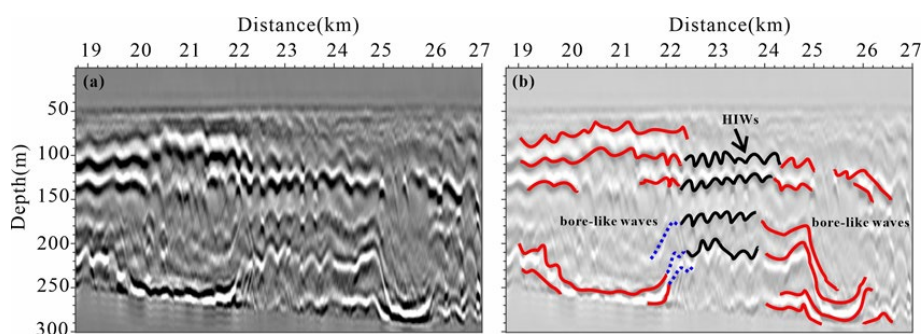 Distance(km) Distance(km)
19 20 21 22 23 24 25 26 27 19 20 21 22 23 24 25 26 27
(a) (b)
50
HIWs
100
Depth(m)
150
bore-like waves bore-like waves
200
250
300